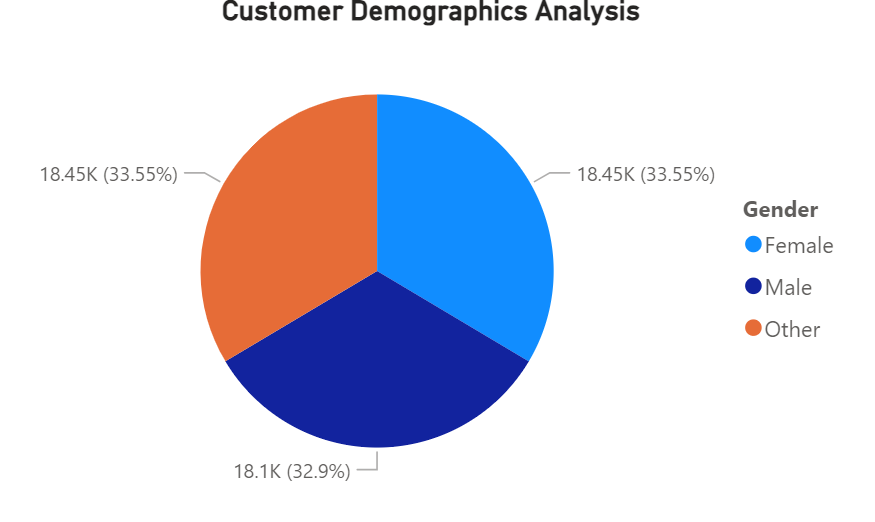 Customer Demographics Analysis
18.45K (33.55%)
18.45K (33.55%)
Gender
Female
Male
Other
18.1K (32.9%)